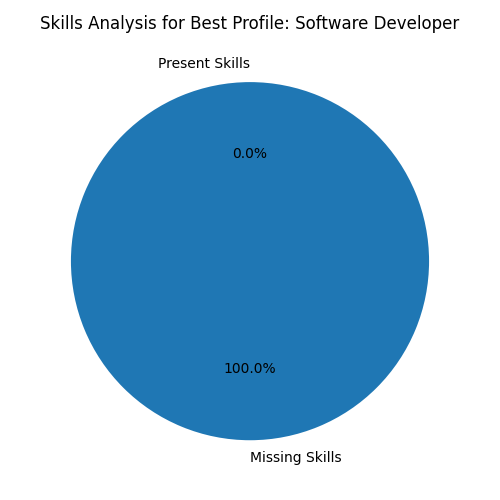 Skills Analysis for Best Profile: Software Developer
Present Skills
0.0%
100.0%
Missing Skills